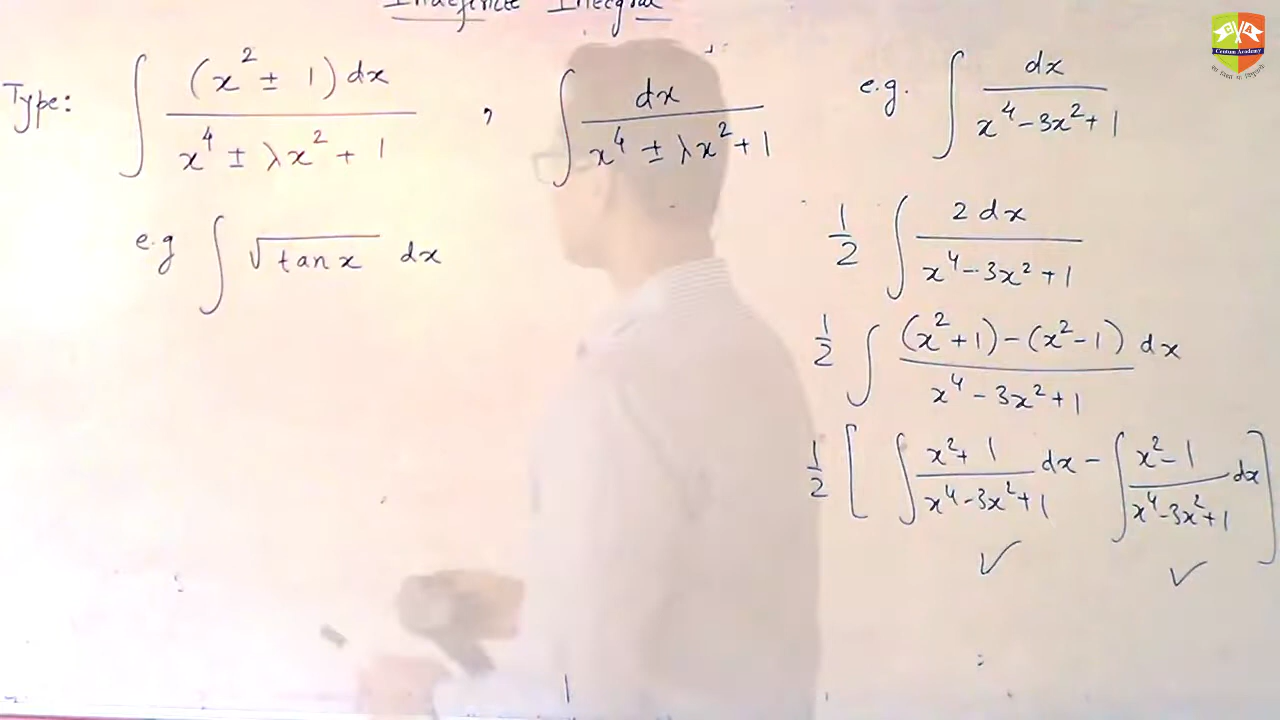 Indefinite Integral
Type: ∫ (x² ± 1) dx / x⁴ ± λx² + 1 , ∫ dx / x⁴ ± λx² + 1
e.g ∫ √tan x dx
e.g. ∫ dx / x⁴ - 3x² + 1
1/2 ∫ 2 dx / x⁴ - 3x² + 1
1/2 ∫ (x² + 1) - (x² - 1) dx / x⁴ - 3x² + 1
1/2 [ ∫ x² + 1 / x⁴ - 3x² + 1 dx - ∫ x² - 1 / x⁴ - 3x² + 1 dx ]
✓ ✓
Centum Academy